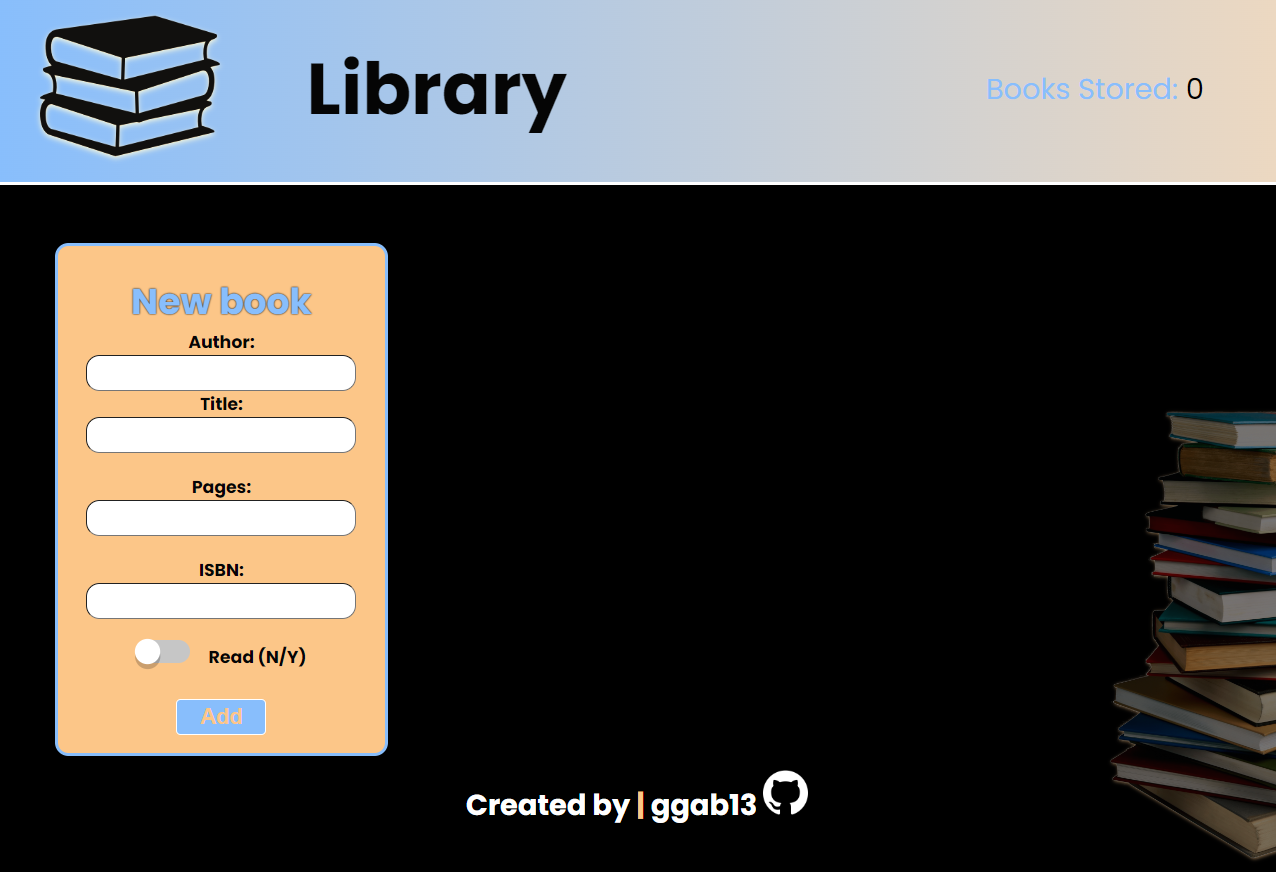 Library
Books Stored: 0
New book
Author:
Title:
Pages:
ISBN:
Read (N/Y)
Add
Created by | ggab13